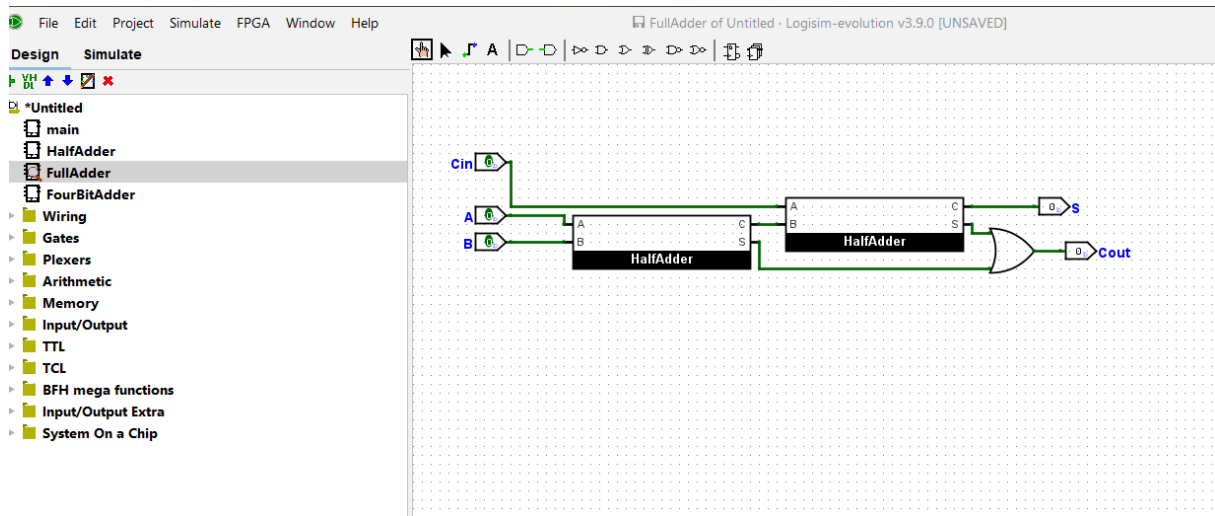 File Edit Project Simulate FPGA Window Help
FullAdder of Untitled · Logisim-evolution v3.9.0 [UNSAVED]
Design Simulate
A
VH
DL
*Untitled
main
HalfAdder
FullAdder
FourBitAdder
Wiring
Gates
Plexers
Arithmetic
Memory
Input/Output
TTL
TCL
BFH mega functions
Input/Output Extra
System On a Chip
Cin 0
A 0
B 0
A C
B S
HalfAdder
A C
B S
HalfAdder
0 S
0 Cout